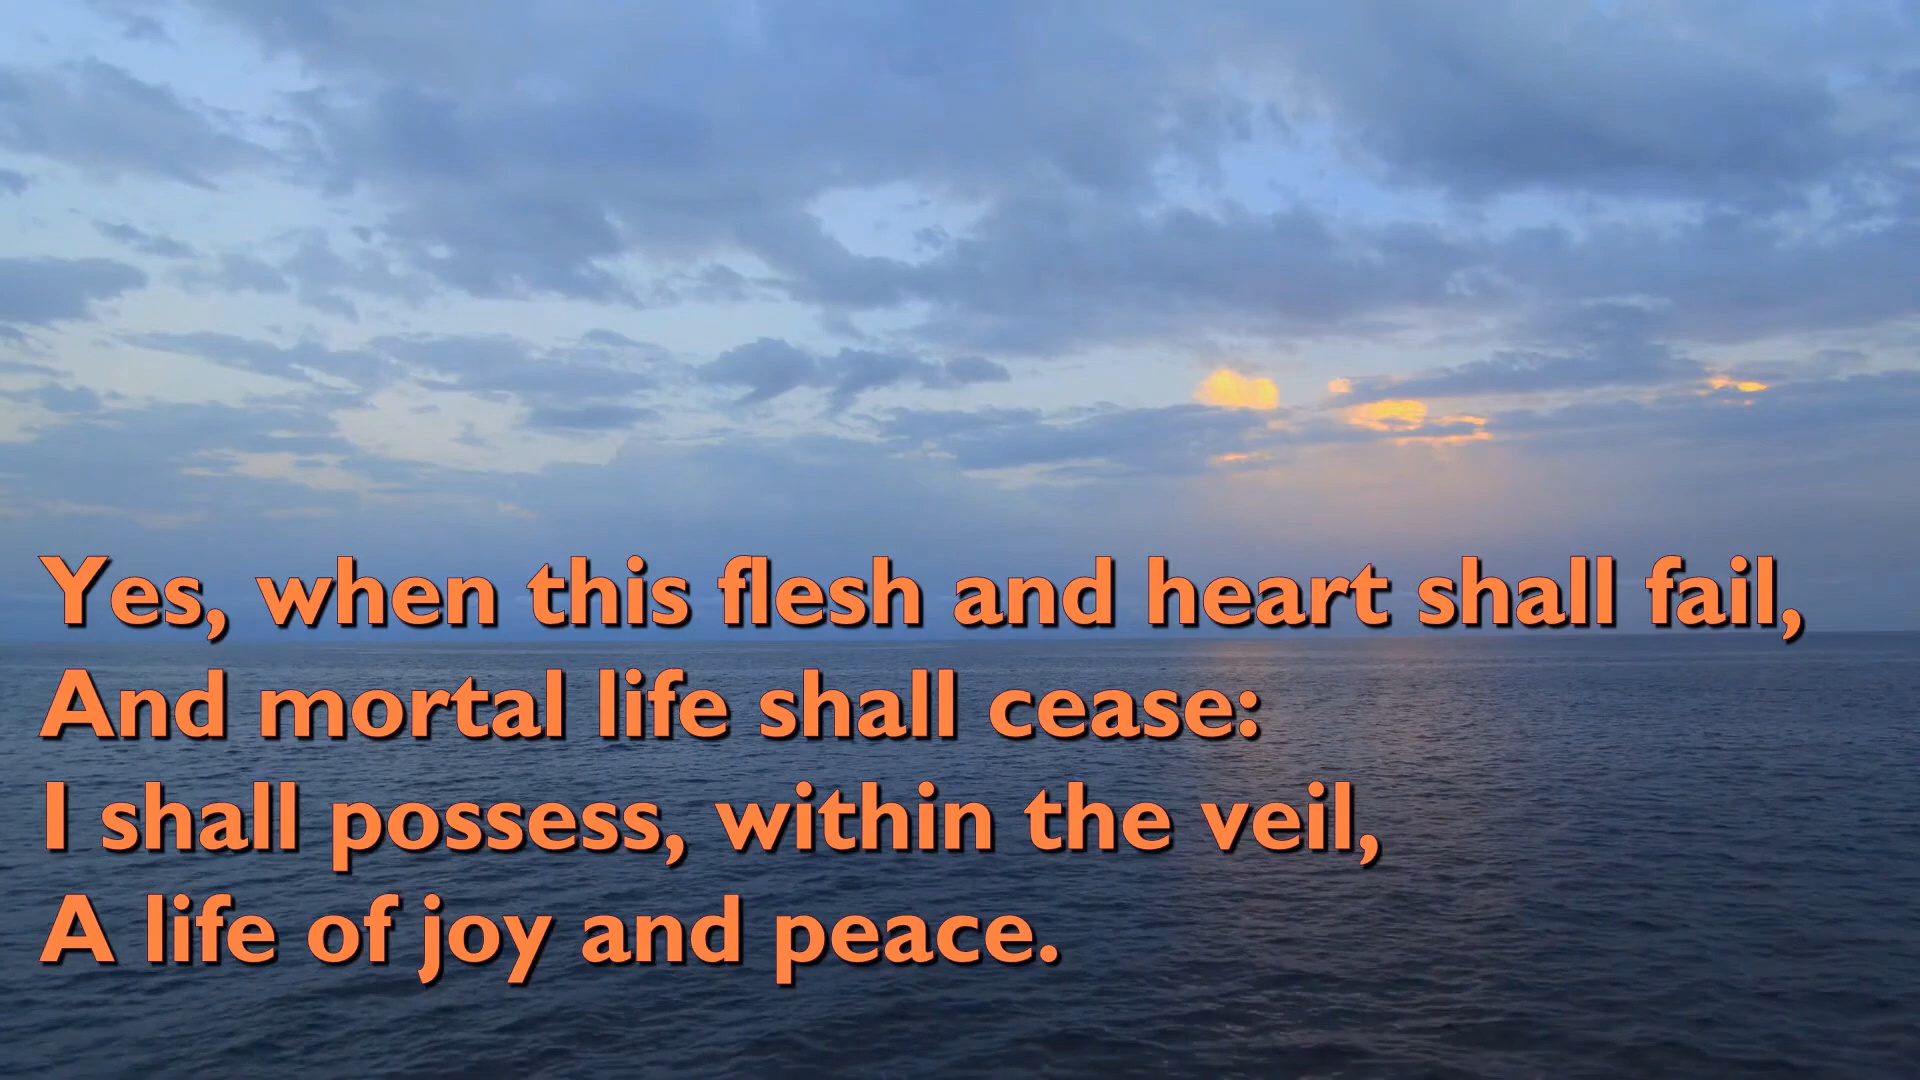 Yes, when this flesh and heart shall fail,
And mortal life shall cease:
I shall possess, within the veil,
A life of joy and peace.